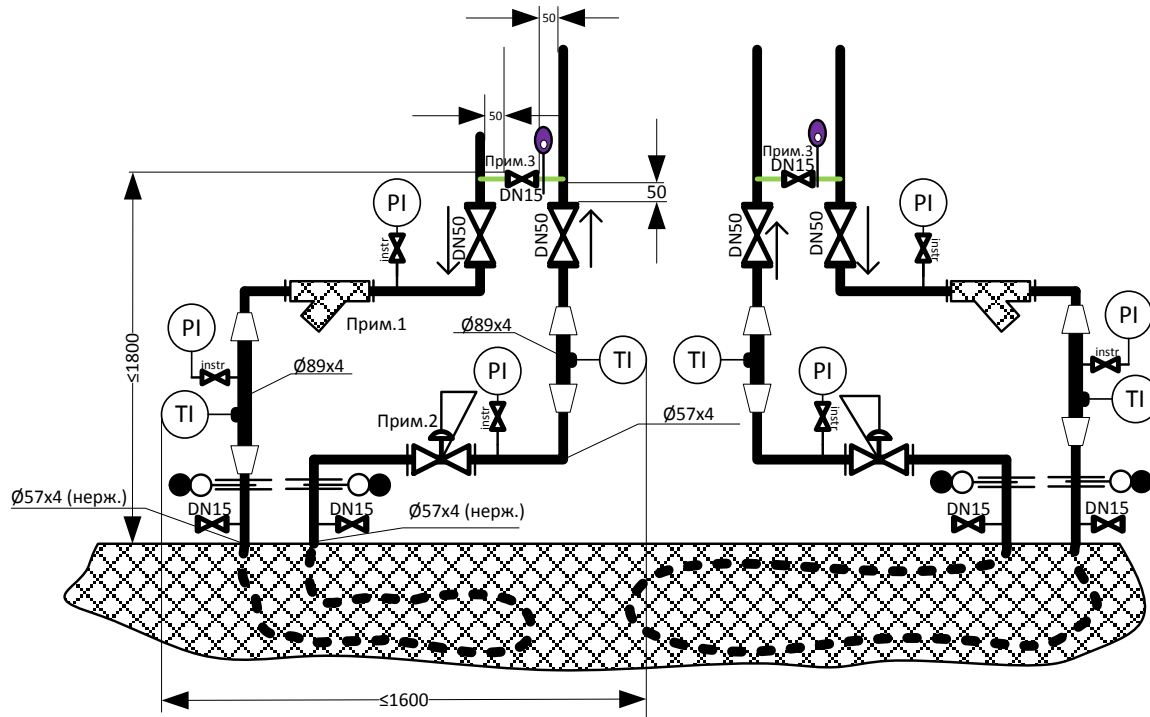 50
50
Прим.3
DN15
50
Прим.3
DN15
PI
instr
DN50
DN50
DN50
DN50
PI
instr
Прим.1
PI
instr
Ø89x4
TI
Ø89x4
TI
TI
PI
instr
PI
instr
PI
instr
TI
≤1800
Прим.2
Ø57x4
Ø57x4 (нерж.)
DN15
DN15
Ø57x4 (нерж.)
DN15
DN15
≤1600